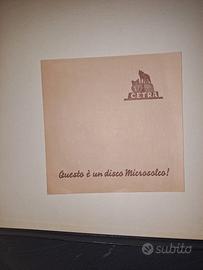 CETRA
Questo è un disco Microsolco!
subito